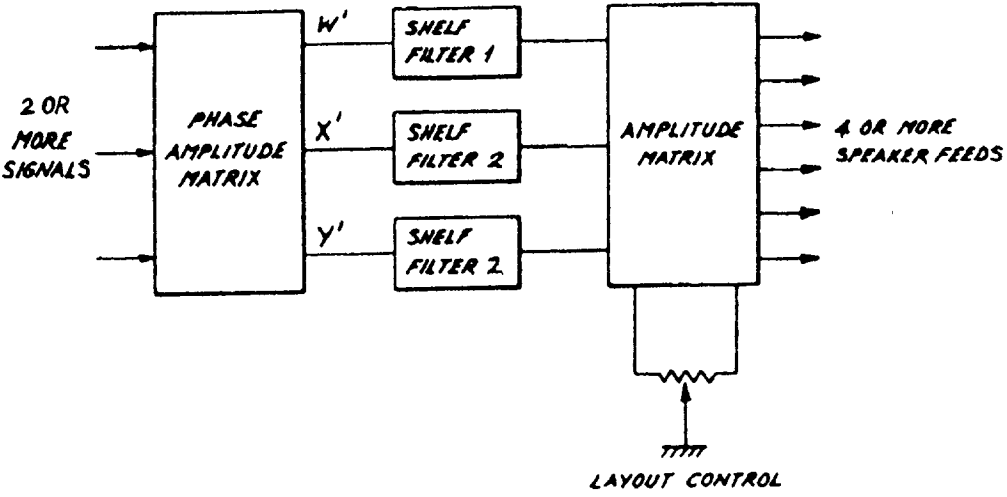 2 OR
MORE
SIGNALS
PHASE
AMPLITUDE
MATRIX
W'
X'
Y'
SHELF
FILTER 1
SHELF
FILTER 2
SHELF
FILTER 2
AMPLITUDE
MATRIX
4 OR MORE
SPEAKER FEEDS
LAYOUT CONTROL